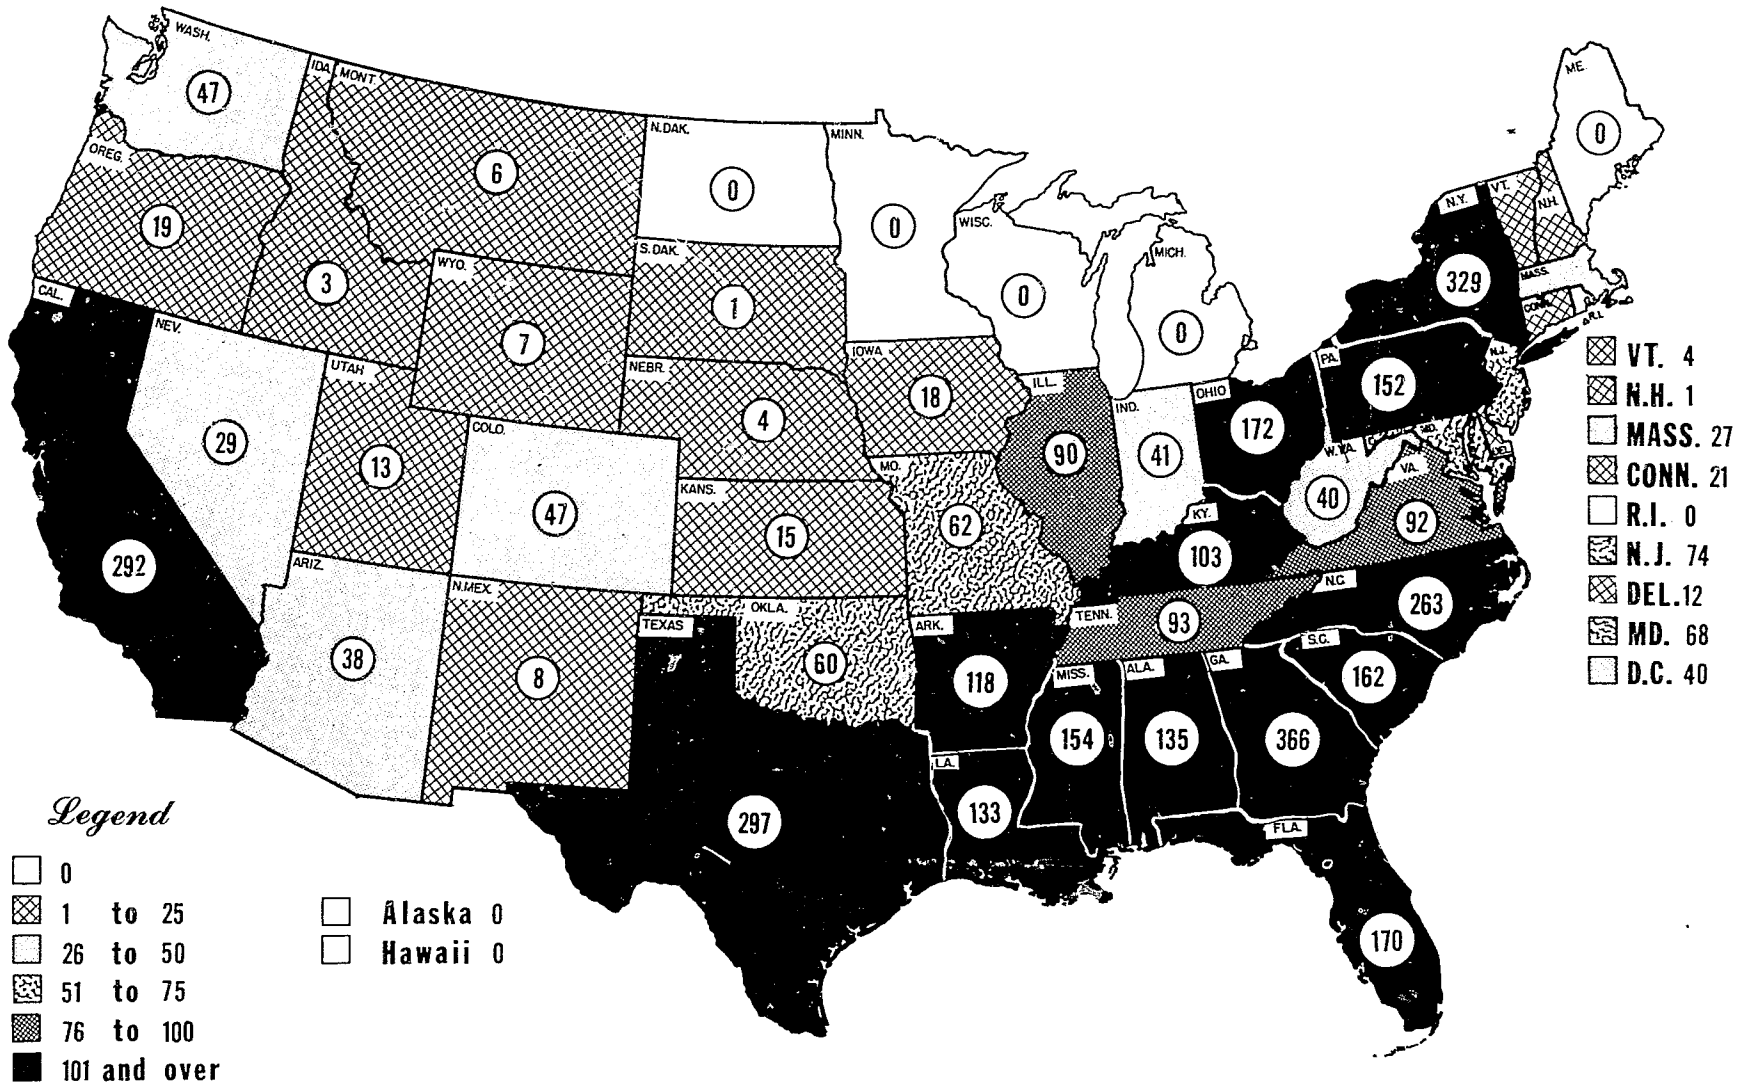 WASH.
47
IDA.
MONT.
6
OREG.
19
3
N.DAK.
0
MINN.
0
WISC.
0
MICH.
0
ME.
0
N.Y.
329
VT.
N.H.
MASS.
CONN.
R.I.
S.DAK.
1
WYO.
7
CAL.
292
NEV.
29
UTAH
13
COLO.
47
NEBR.
4
IOWA
18
ILL.
90
IND.
41
OHIO
172
PA.
152
N.J.
MD.
DEL.
W.VA.
40
VA.
92
KANS.
15
MO.
62
KY.
103
ARIZ.
38
N.MEX.
8
TEXAS
297
OKLA.
60
ARK.
118
TENN.
93
N.C.
263
S.C.
162
MISS.
154
ALA.
135
GA.
366
LA.
133
FLA.
170
VT. 4
N.H. 1
MASS. 27
CONN. 21
R.I. 0
N.J. 74
DEL. 12
MD. 68
D.C. 40
Legend
0
1 to 25
26 to 50
51 to 75
76 to 100
101 and over
Alaska 0
Hawaii 0